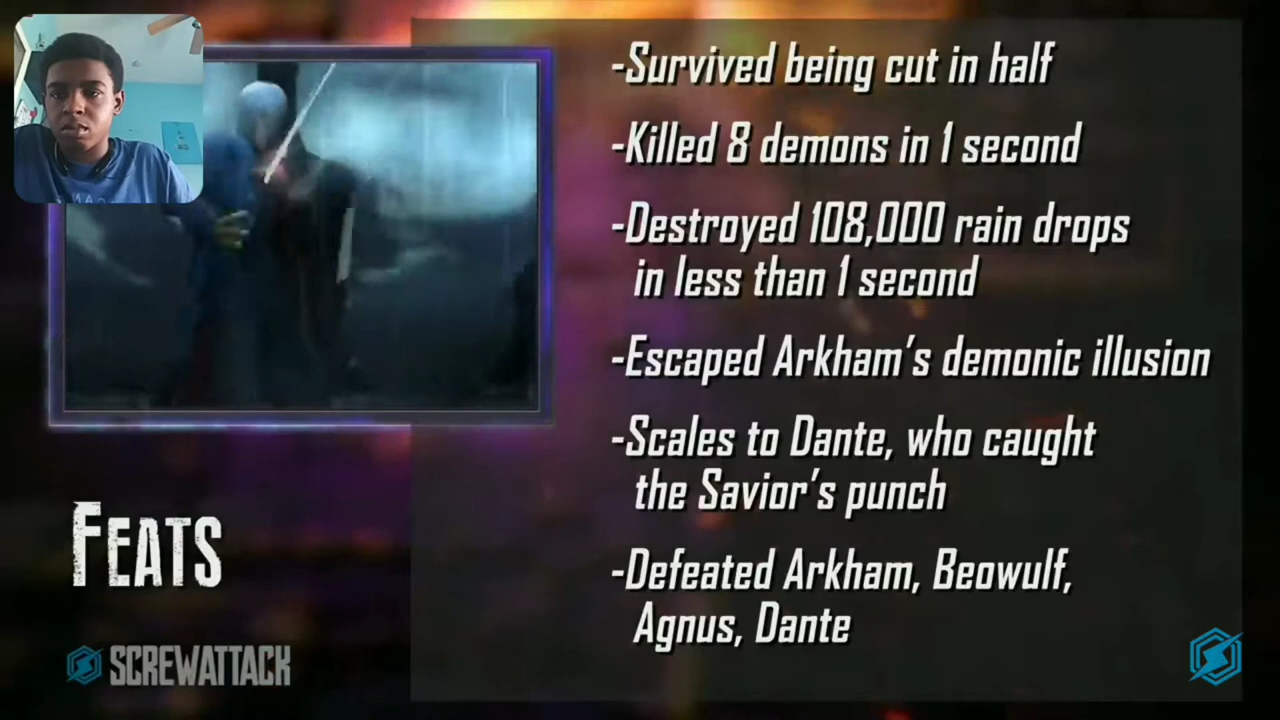 -Survived being cut in half
-Killed 8 demons in 1 second
-Destroyed 108,000 rain drops
in less than 1 second
-Escaped Arkham's demonic illusion
-Scales to Dante, who caught
the Savior's punch
-Defeated Arkham, Beowulf,
Agnus, Dante
FEATS
SCREWATTACK